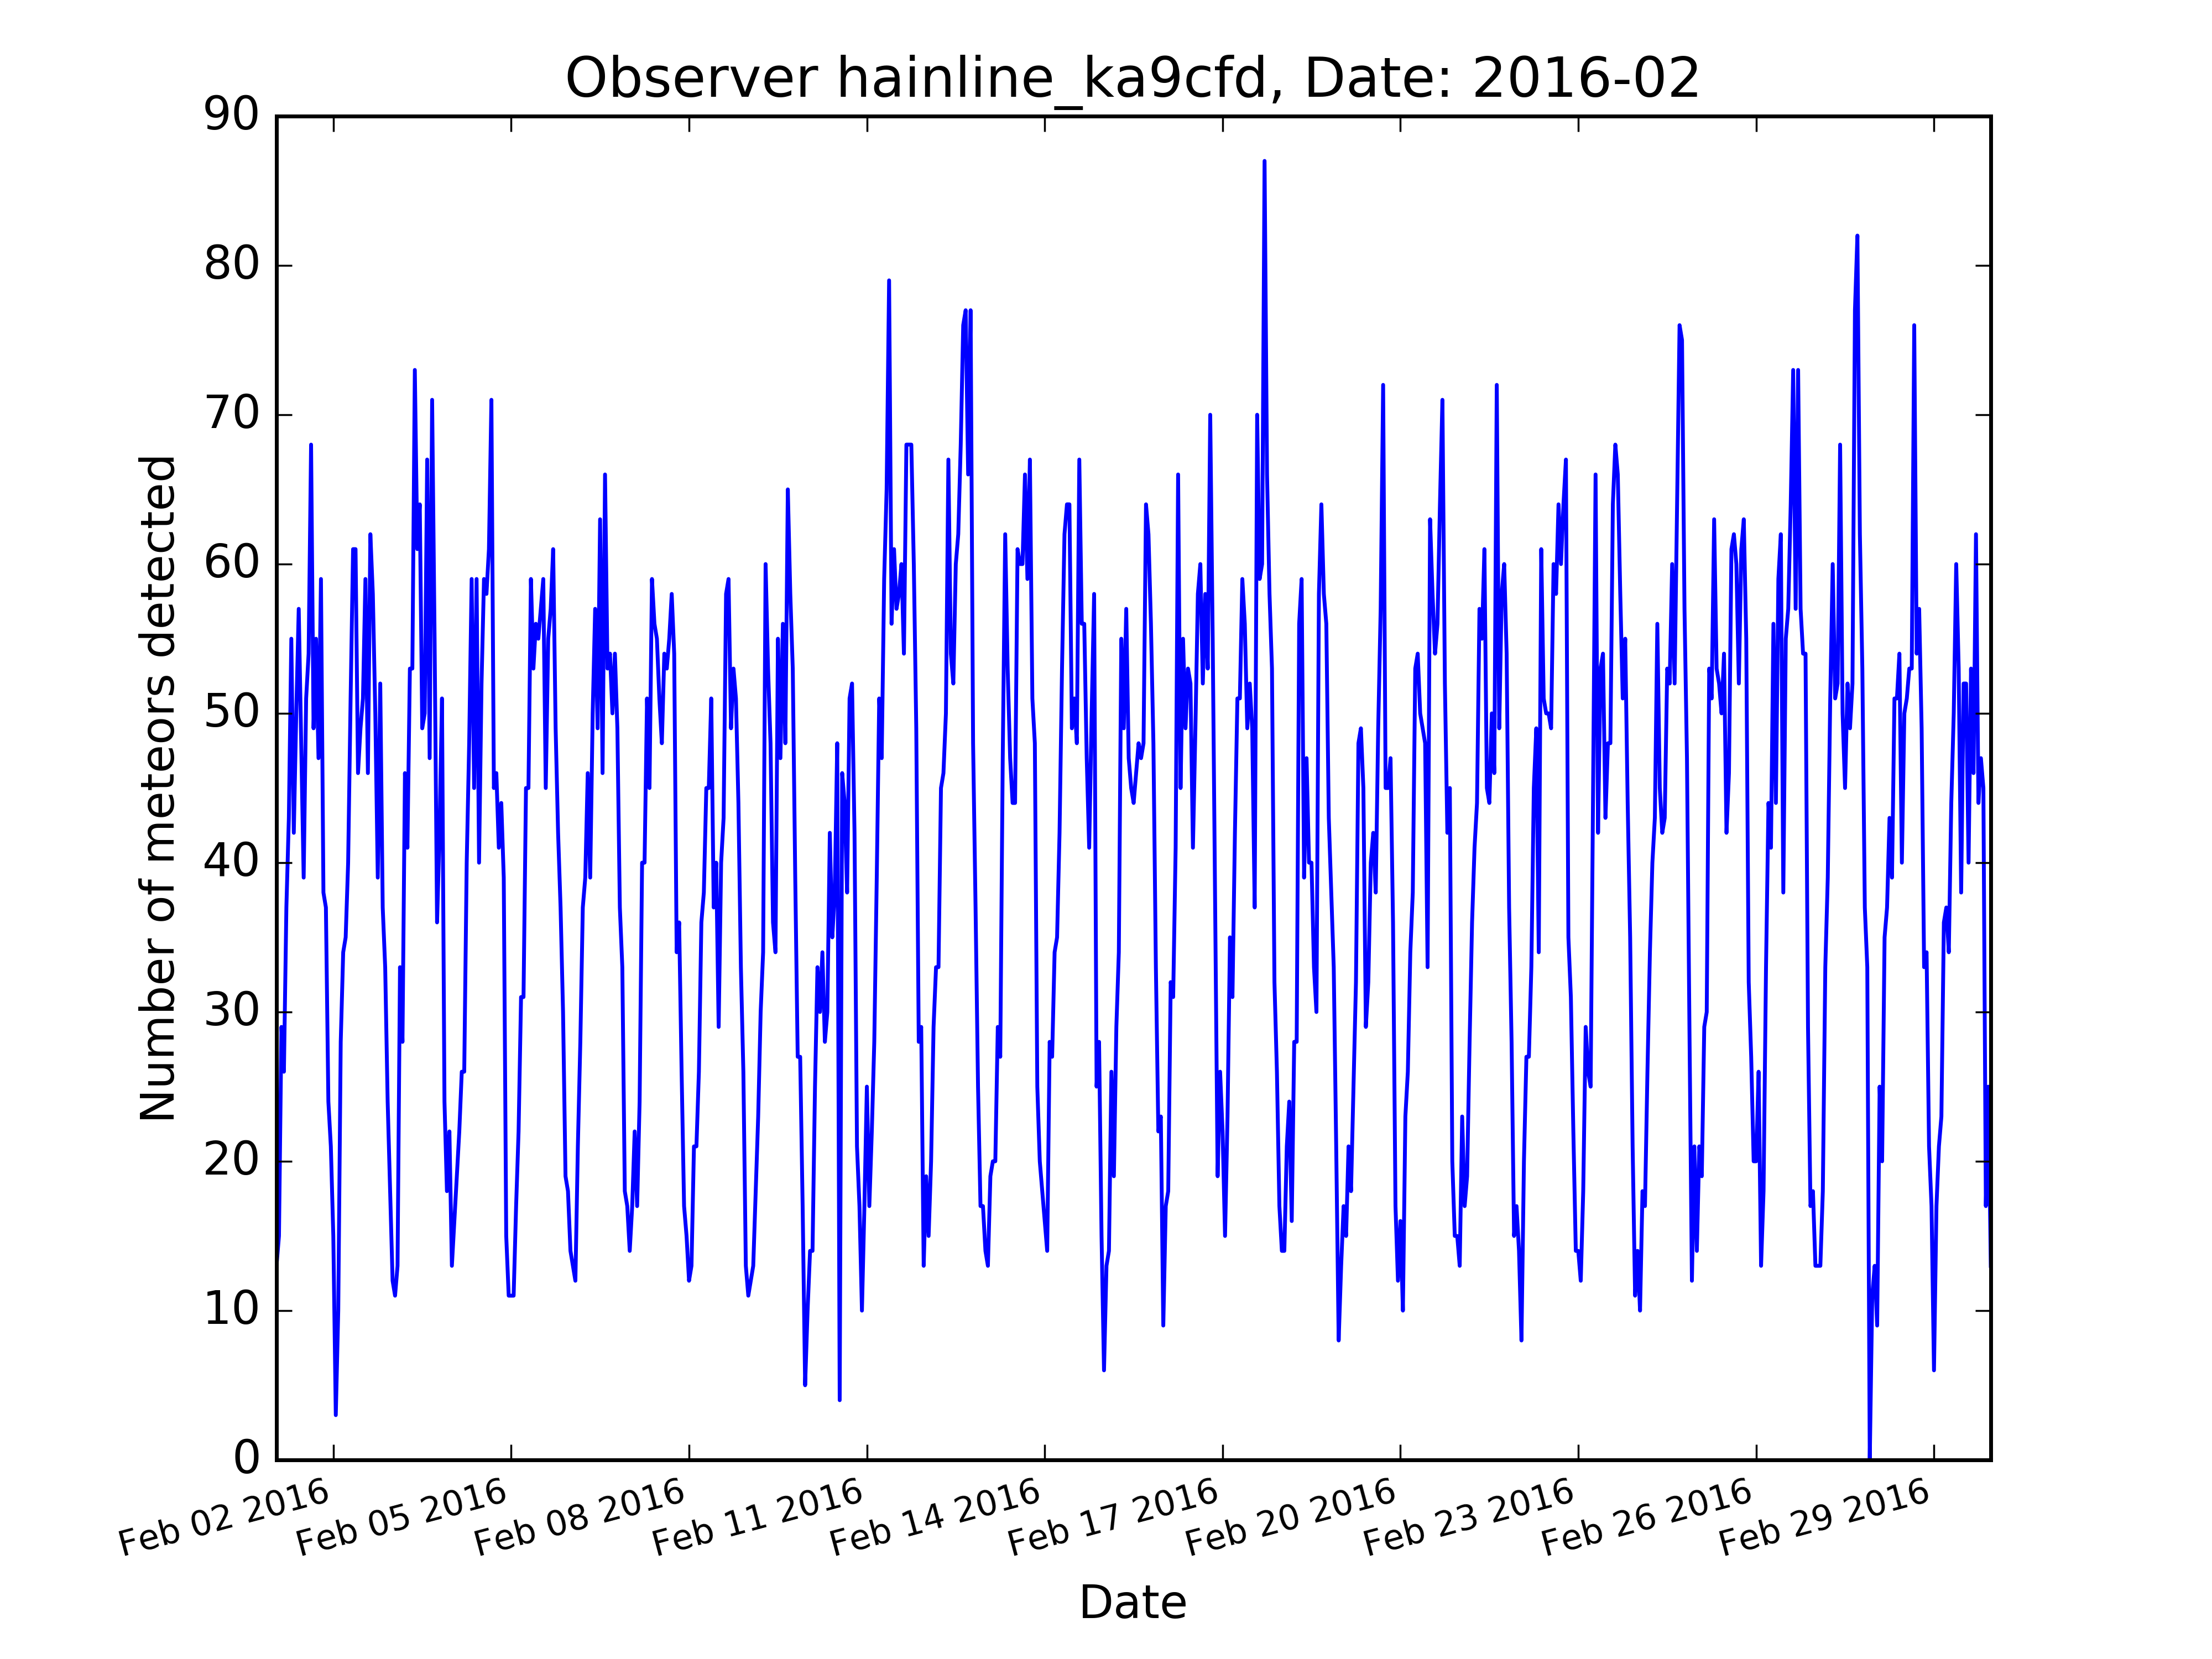 Observer hainline_ka9cfd, Date: 2016-02
Number of meteors detected
90
80
70
60
50
40
30
20
10
0
Feb 02 2016
Feb 05 2016
Feb 08 2016
Feb 11 2016
Feb 14 2016
Feb 17 2016
Feb 20 2016
Feb 23 2016
Feb 26 2016
Feb 29 2016
Date